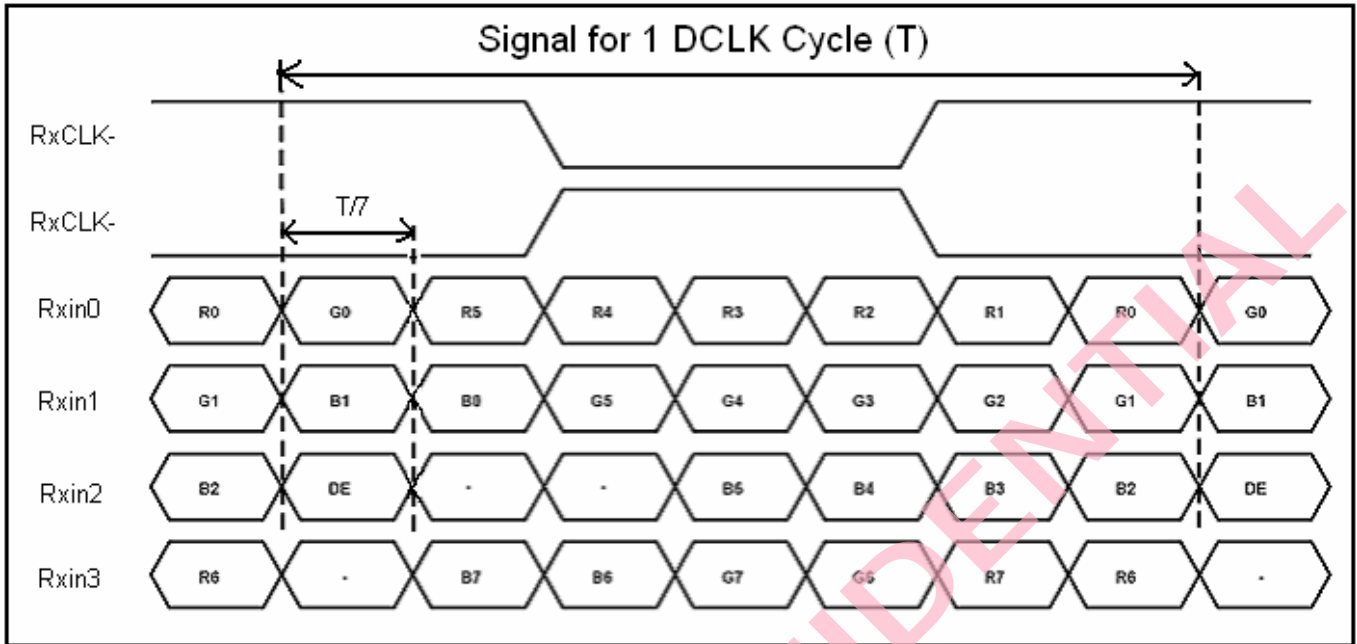 Signal for 1 DCLK Cycle (T)
RxCLK-
RxCLK-
T/7
Rxin0 R0 G0 R5 R4 R3 R2 R1 R0 G0
Rxin1 G1 B1 B0 G5 G4 G3 G2 G1 B1
Rxin2 B2 DE - - B5 B4 B3 B2 DE
Rxin3 R6 - B7 B6 G7 G6 R7 R6 -
FIDENTIAL